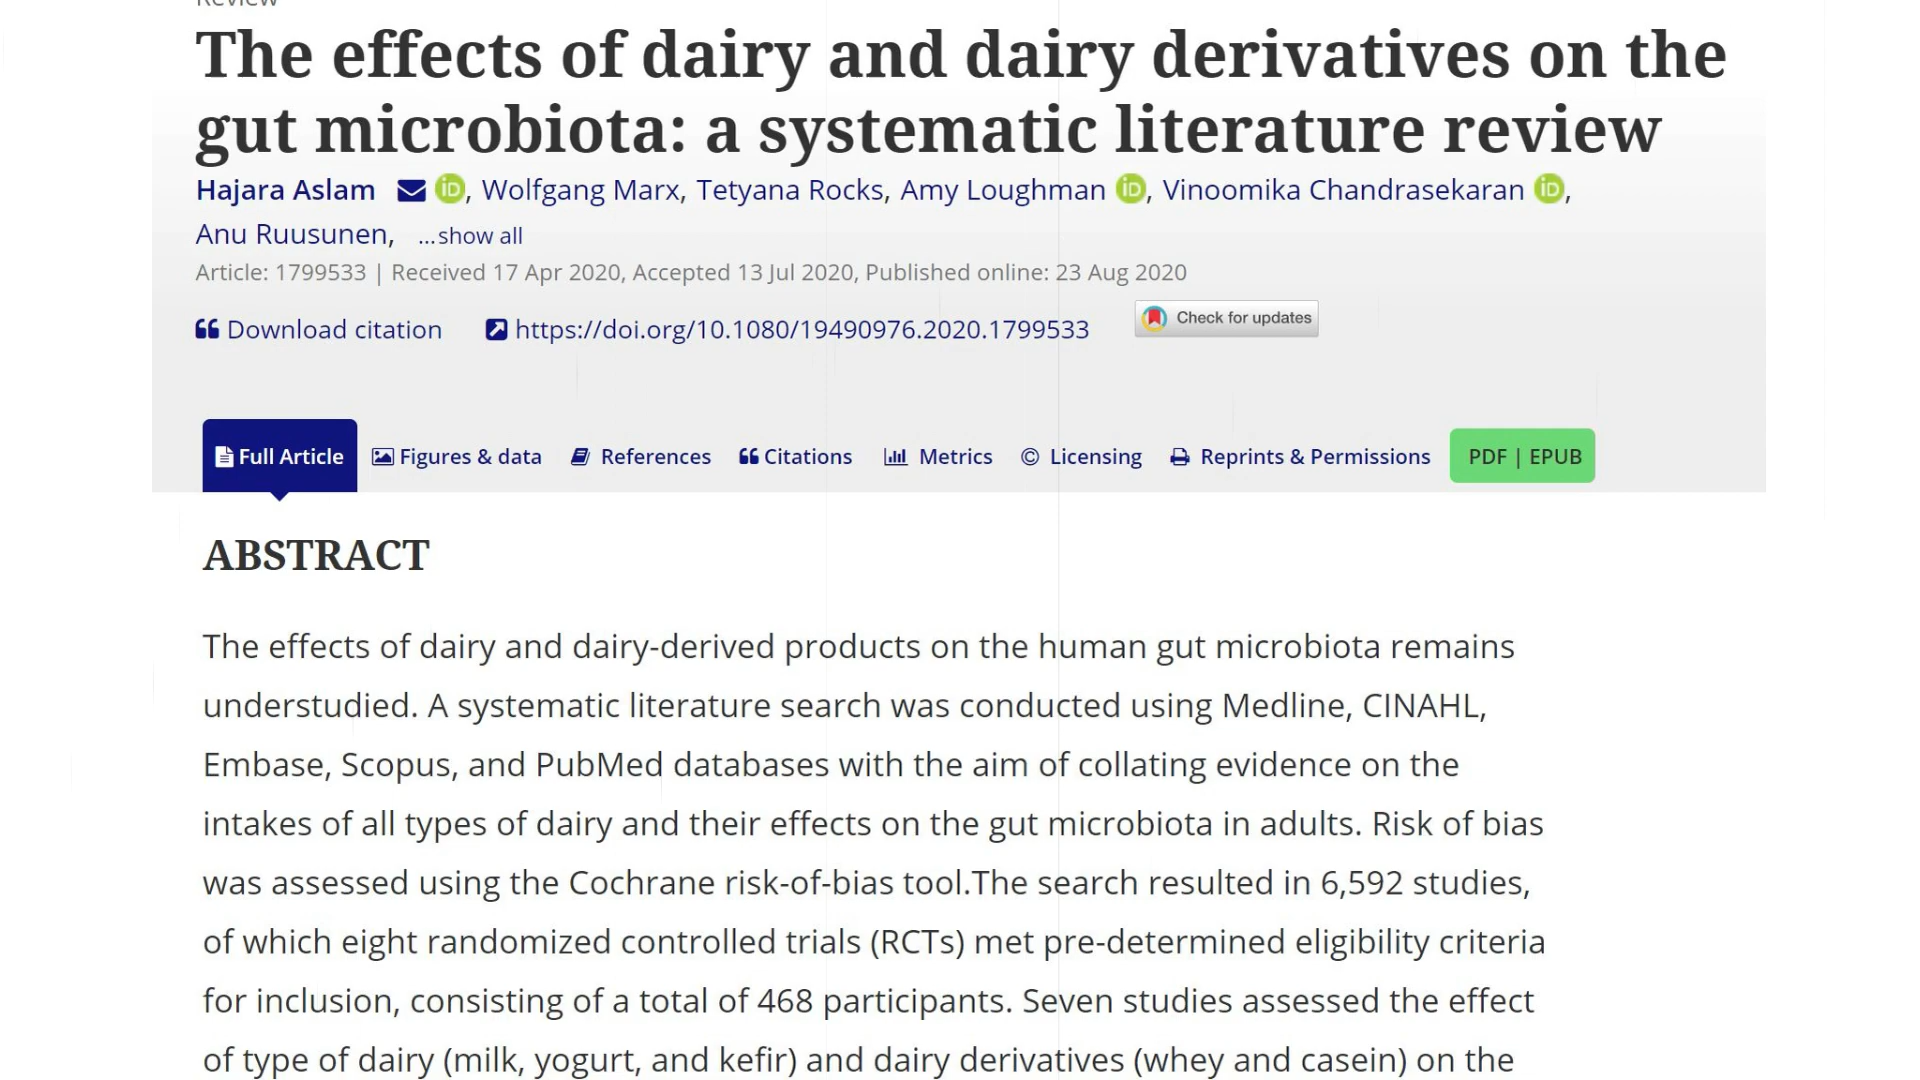 Review
The effects of dairy and dairy derivatives on the
gut microbiota: a systematic literature review
Hajara Aslam iD, Wolfgang Marx, Tetyana Rocks, Amy Loughman iD, Vinoomika Chandrasekaran iD,
Anu Ruusunen, ...show all
Article: 1799533 | Received 17 Apr 2020, Accepted 13 Jul 2020, Published online: 23 Aug 2020
Download citation https://doi.org/10.1080/19490976.2020.1799533 Check for updates
Full Article Figures & data References Citations Metrics © Licensing Reprints & Permissions PDF | EPUB
ABSTRACT
The effects of dairy and dairy-derived products on the human gut microbiota remains
understudied. A systematic literature search was conducted using Medline, CINAHL,
Embase, Scopus, and PubMed databases with the aim of collating evidence on the
intakes of all types of dairy and their effects on the gut microbiota in adults. Risk of bias
was assessed using the Cochrane risk-of-bias tool.The search resulted in 6,592 studies,
of which eight randomized controlled trials (RCTs) met pre-determined eligibility criteria
for inclusion, consisting of a total of 468 participants. Seven studies assessed the effect
of type of dairy (milk, yogurt, and kefir) and dairy derivatives (whey and casein) on the